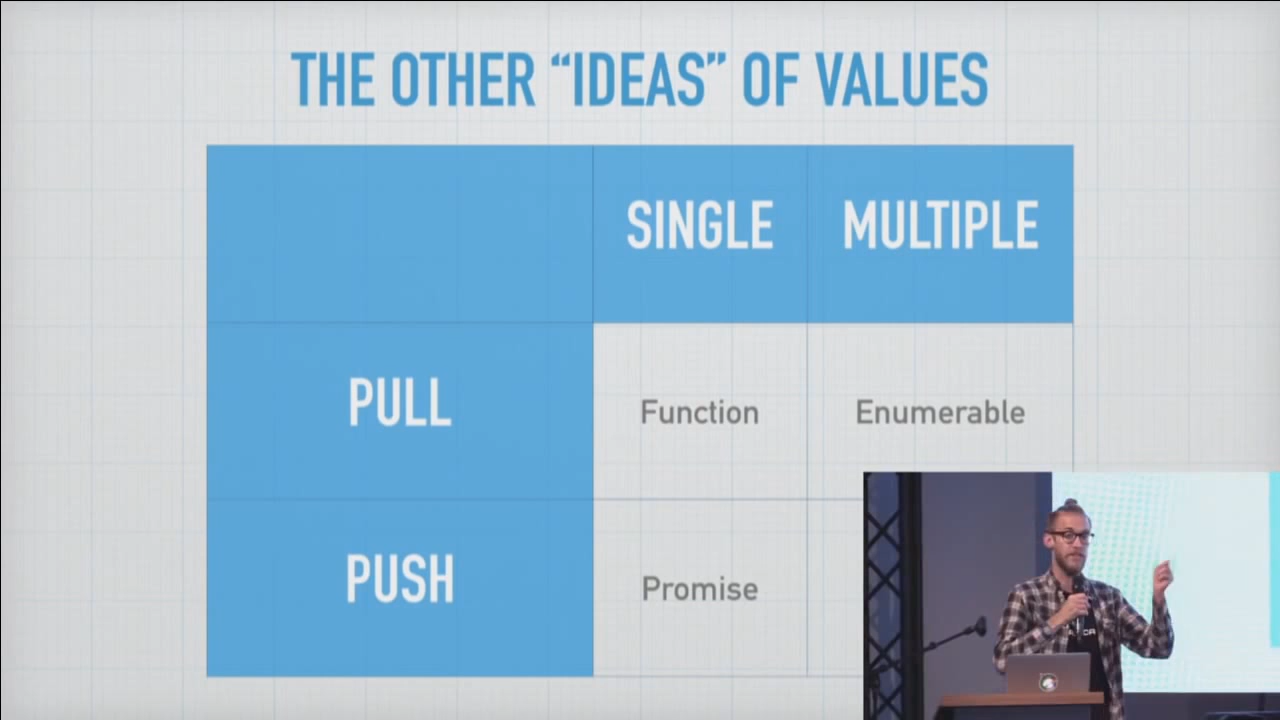 THE OTHER “IDEAS” OF VALUES
SINGLE MULTIPLE
PULL Function Enumerable
PUSH Promise